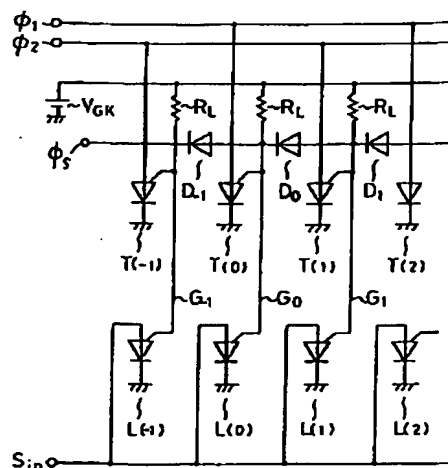 ϕ1
ϕ2
VGK
RL RL RL
ϕS
D-1 D0 D1
T(-1) T(0) T(1) T(2)
G-1 G0 G1
L(-1) L(0) L(1) L(2)
Sin